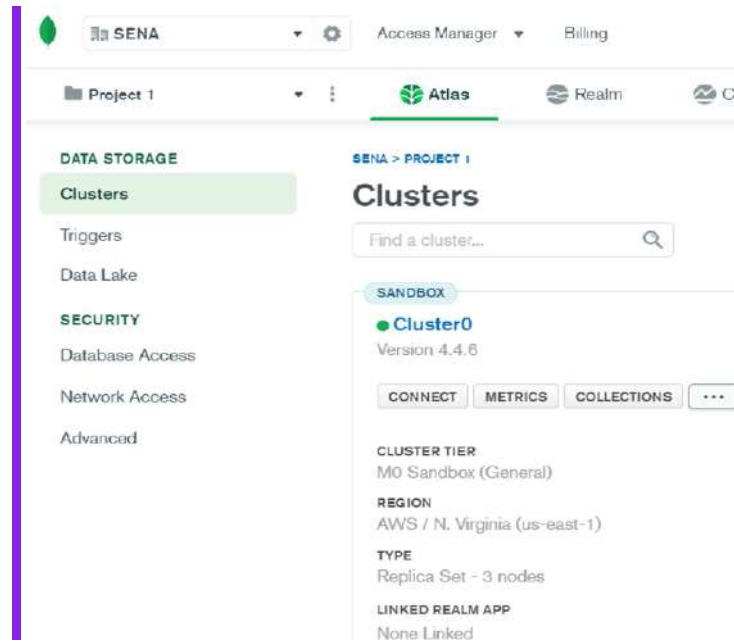 SENA
Access Manager
Billing
Project 1
Atlas
Realm
C
DATA STORAGE
Clusters
Triggers
Data Lake
SECURITY
Database Access
Network Access
Advanced
SENA > PROJECT 1
Clusters
Find a cluster...
SANDBOX
Cluster0
Version 4.4.6
CONNECT METRICS COLLECTIONS ...
CLUSTER TIER
M0 Sandbox (General)
REGION
AWS / N. Virginia (us-east-1)
TYPE
Replica Set - 3 nodes
LINKED REALM APP
None Linked